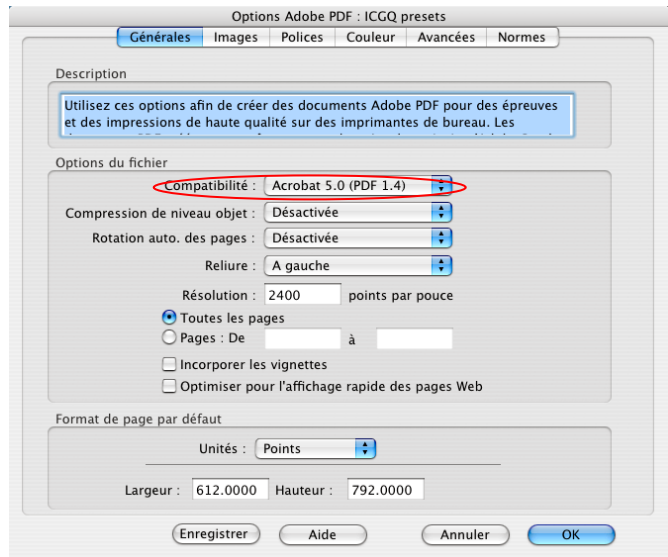 Options Adobe PDF : ICGQ presets
Générales Images Polices Couleur Avancées Normes
Description
Utilisez ces options afin de créer des documents Adobe PDF pour des épreuves
et des impressions de haute qualité sur des imprimantes de bureau. Les
Options du fichier
Compatibilité : Acrobat 5.0 (PDF 1.4)
Compression de niveau objet : Désactivée
Rotation auto. des pages : Désactivée
Reliure : A gauche
Résolution : 2400 points par pouce
Toutes les pages
Pages : De à
Incorporer les vignettes
Optimiser pour l'affichage rapide des pages Web
Format de page par défaut
Unités : Points
Largeur : 612.0000 Hauteur : 792.0000
Enregistrer Aide Annuler OK